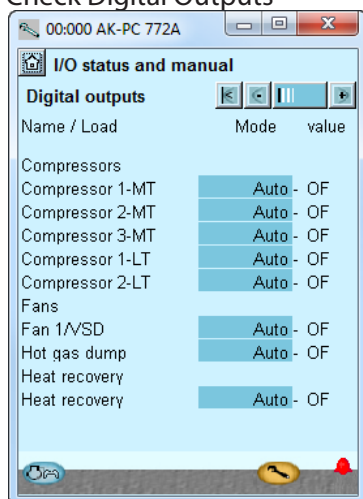 Check Digital Outputs
00:000 AK-PC 772A
I/O status and manual
Digital outputs
Name / Load Mode value
Compressors
Compressor 1-MT Auto - OF
Compressor 2-MT Auto - OF
Compressor 3-MT Auto - OF
Compressor 1-LT Auto - OF
Compressor 2-LT Auto - OF
Fans
Fan 1/VSD Auto - OF
Hot gas dump Auto - OF
Heat recovery
Heat recovery Auto - OF